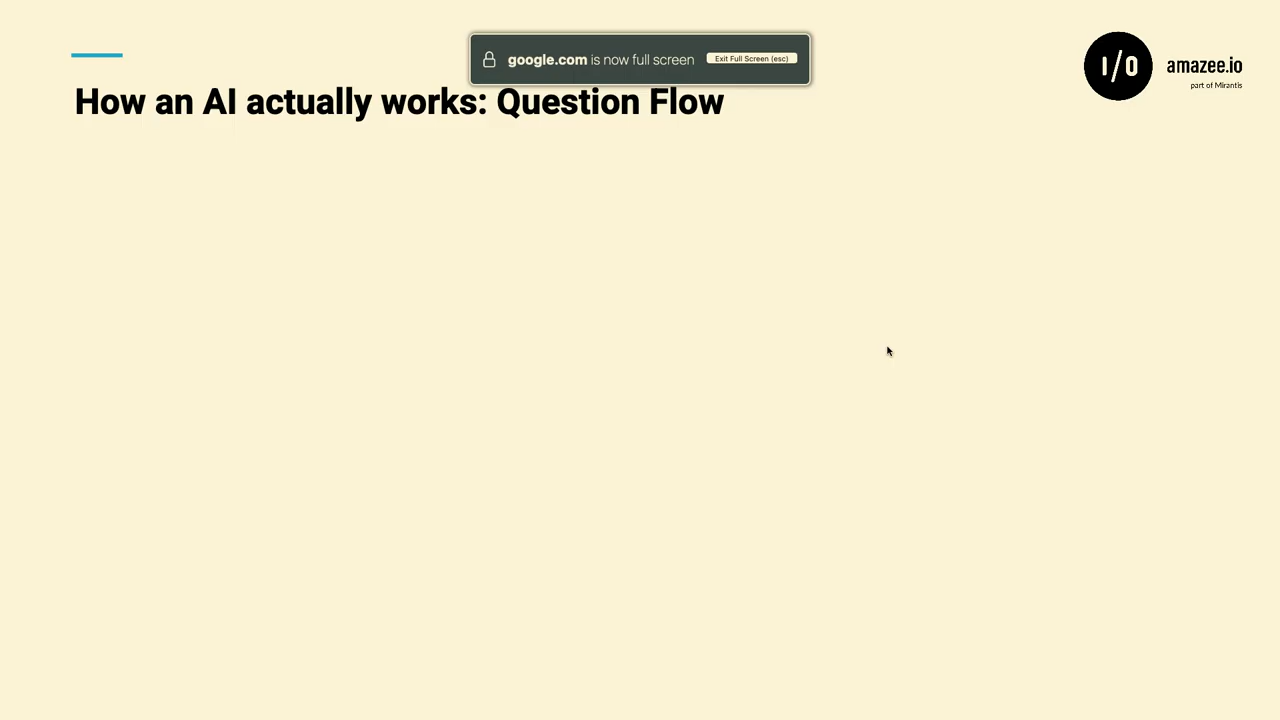 google.com is now full screen
Exit Full Screen (esc)
I/O
amazee.io
part of Mirantis
How an AI actually works: Question Flow